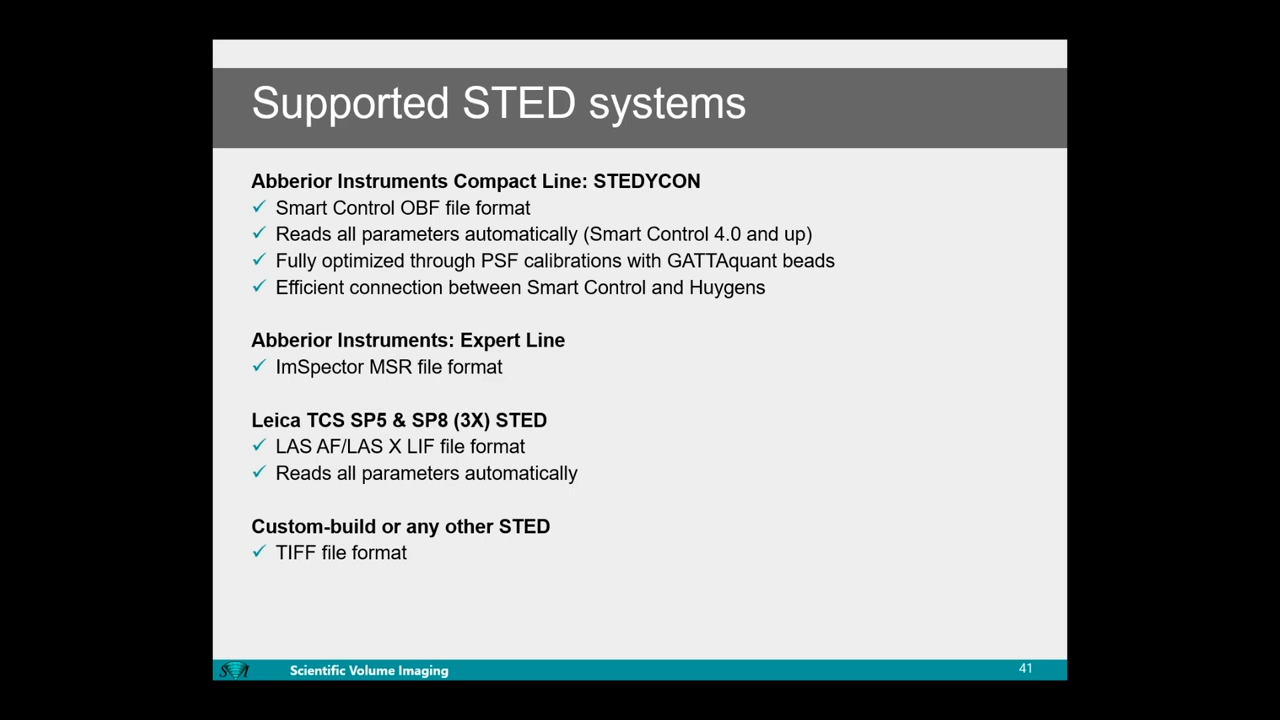 Supported STED systems
Abberior Instruments Compact Line: STEDYCON
✓ Smart Control OBF file format
✓ Reads all parameters automatically (Smart Control 4.0 and up)
✓ Fully optimized through PSF calibrations with GATTAquant beads
✓ Efficient connection between Smart Control and Huygens
Abberior Instruments: Expert Line
✓ ImSpector MSR file format
Leica TCS SP5 & SP8 (3X) STED
✓ LAS AF/LAS X LIF file format
✓ Reads all parameters automatically
Custom-build or any other STED
✓ TIFF file format
SVI Scientific Volume Imaging 41